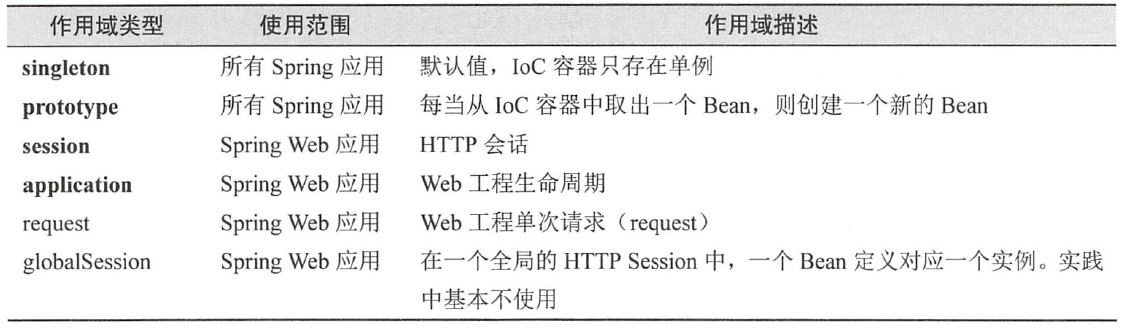 作用域类型 使用范围 作用域描述
singleton 所有 Spring 应用 默认值，IoC 容器只存在单例
prototype 所有 Spring 应用 每当从 IoC 容器中取出一个 Bean，则创建一个新的 Bean
session Spring Web 应用 HTTP 会话
application Spring Web 应用 Web 工程生命周期
request Spring Web 应用 Web 工程单次请求（request）
globalSession Spring Web 应用 在一个全局的 HTTP Session 中，一个 Bean 定义对应一个实例。实践
中基本不使用